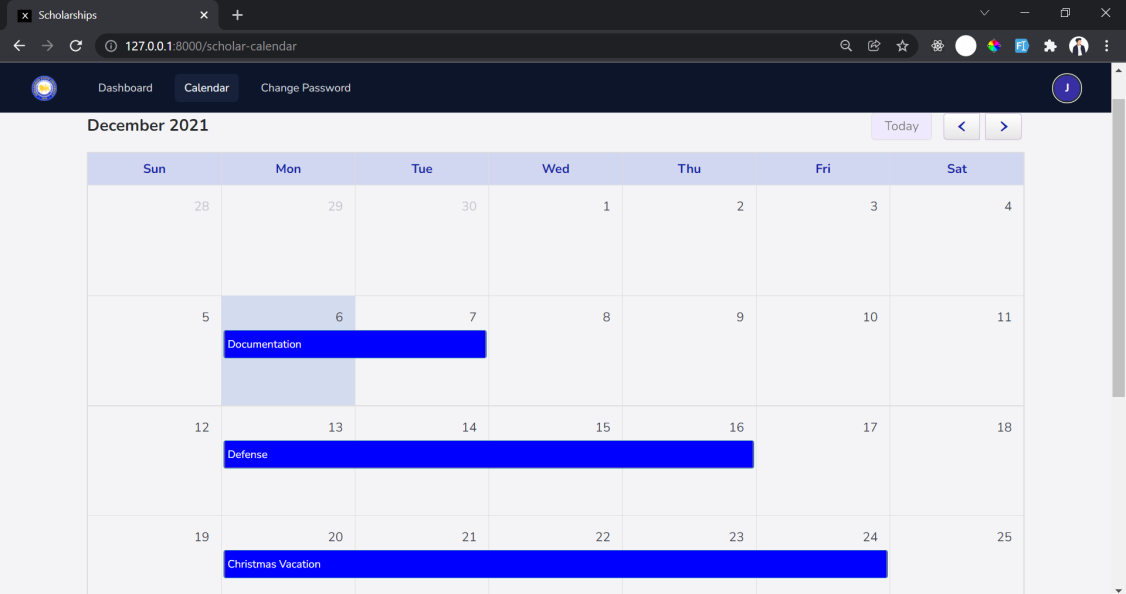 Scholarships
127.0.0.1:8000/scholar-calendar
Dashboard Calendar Change Password J
December 2021 Today
Sun Mon Tue Wed Thu Fri Sat
28 29 30 1 2 3 4
5 6 7 8 9 10 11
Documentation
12 13 14 15 16 17 18
Defense
19 20 21 22 23 24 25
Christmas Vacation